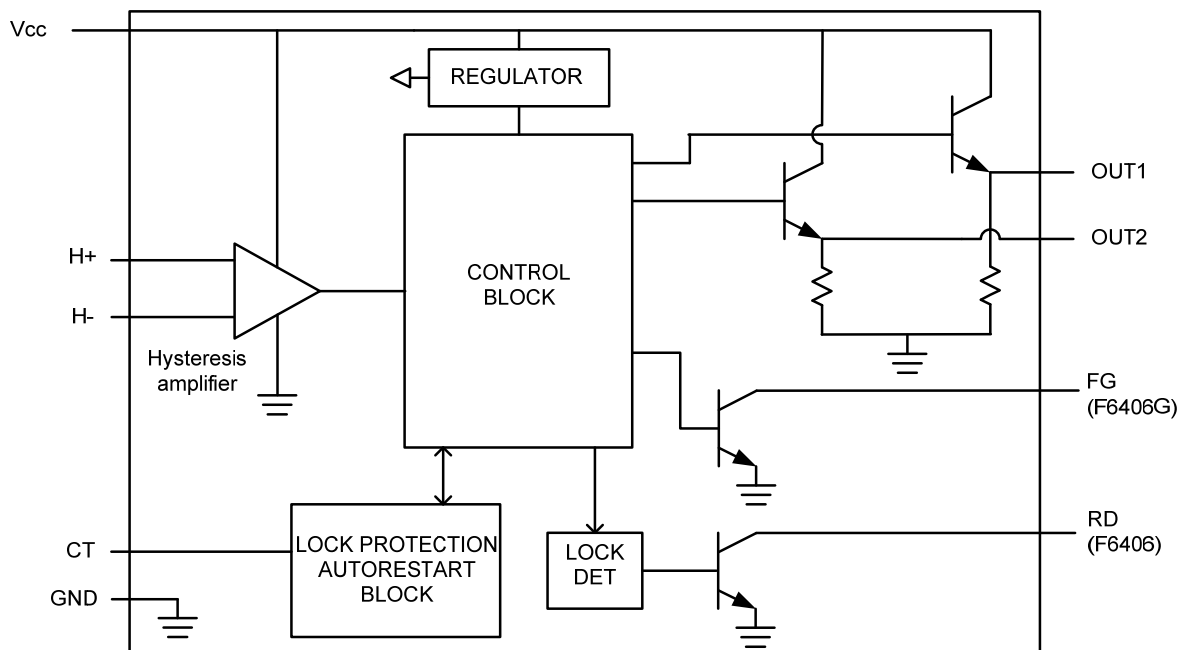 Vcc
REGULATOR
OUT1
OUT2
H+
H-
CONTROL
BLOCK
Hysteresis
amplifier
FG
(F6406G)
LOCK PROTECTION
AUTORESTART
BLOCK
LOCK
DET
RD
(F6406)
CT
GND